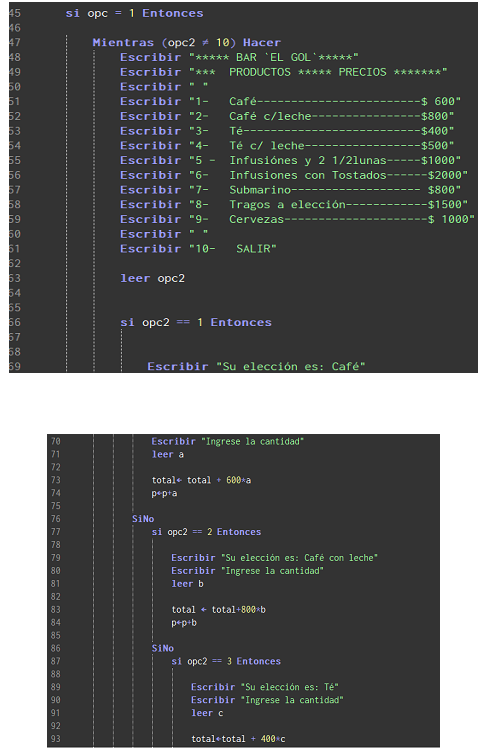 45 si opc = 1 Entonces
46
47 Mientras (opc2 ≠ 10) Hacer
48 Escribir "***** BAR `EL GOL`*****"
49 Escribir "*** PRODUCTOS ***** PRECIOS *******"
50 Escribir " "
51 Escribir "1- Café------------------------$ 600"
52 Escribir "2- Café c/leche----------------$800"
53 Escribir "3- Té--------------------------$400"
54 Escribir "4- Té c/ leche-----------------$500"
55 Escribir "5 - Infusiónes y 2 1/2lunas-----$1000"
56 Escribir "6- Infusiones con Tostados------$2000"
57 Escribir "7- Submarino------------------- $800"
58 Escribir "8- Tragos a elección------------$1500"
59 Escribir "9- Cervezas---------------------$ 1000"
60 Escribir " "
61 Escribir "10- SALIR"
62
63 leer opc2
64
65
66 si opc2 == 1 Entonces
67
68
69 Escribir "Su elección es: Café"
70 Escribir "Ingrese la cantidad"
71 leer a
72
73 total← total + 600*a
74 p←p+a
75
76 SiNo
77 si opc2 == 2 Entonces
78
79 Escribir "Su elección es: Café con leche"
80 Escribir "Ingrese la cantidad"
81 leer b
82
83 total ← total+800*b
84 p←p+b
85
86 SiNo
87 si opc2 == 3 Entonces
88
89 Escribir "Su elección es: Té"
90 Escribir "Ingrese la cantidad"
91 leer c
92
93 total←total + 400*c